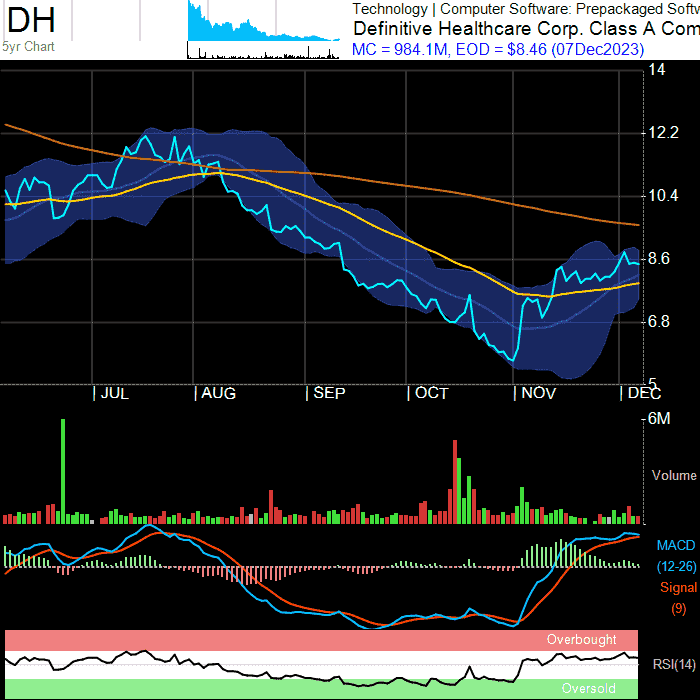 DH
5yr Chart
Technology | Computer Software: Prepackaged Softw
Definitive Healthcare Corp. Class A Com
MC = 984.1M, EOD = $8.46 (07Dec2023)
14
12.2
10.4
8.6
6.8
5
JUL AUG SEP OCT NOV DEC
6M
Volume
MACD
(12-26)
Signal
(9)
Overbought
RSI(14)
Oversold